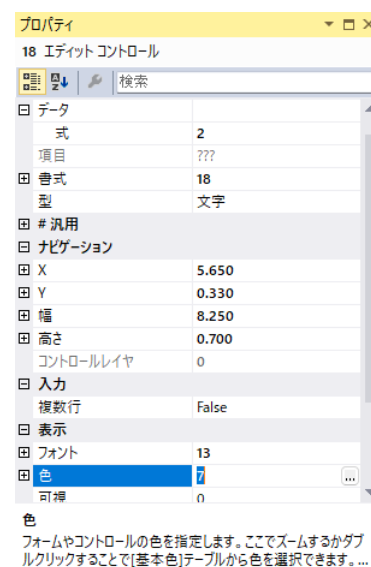 プロパティ
18 エディット コントロール
検索
データ
式 2
項目 ???
書式 18
型 文字
# 汎用
ナビゲーション
X 5.650
Y 0.330
幅 8.250
高さ 0.700
コントロールレイヤ 0
入力
複数行 False
表示
フォント 13
色 7 ...
可視 0
色
フォームやコントロールの色を指定します。ここでズームするかダブ
ルクリックすることで[基本色]テーブルから色を選択できます。...